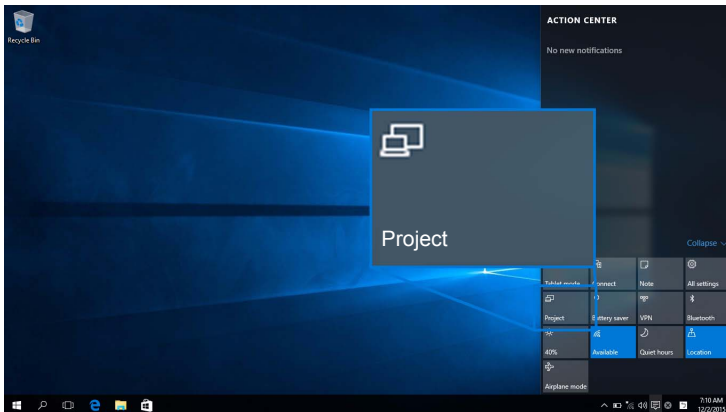 Recycle Bin
ACTION CENTER
No new notifications
Project
Collapse
Tablet mode
Connect
Note
All settings
Project
Battery saver
VPN
Bluetooth
40%
Available
Quiet hours
Location
Airplane mode
7:10 AM